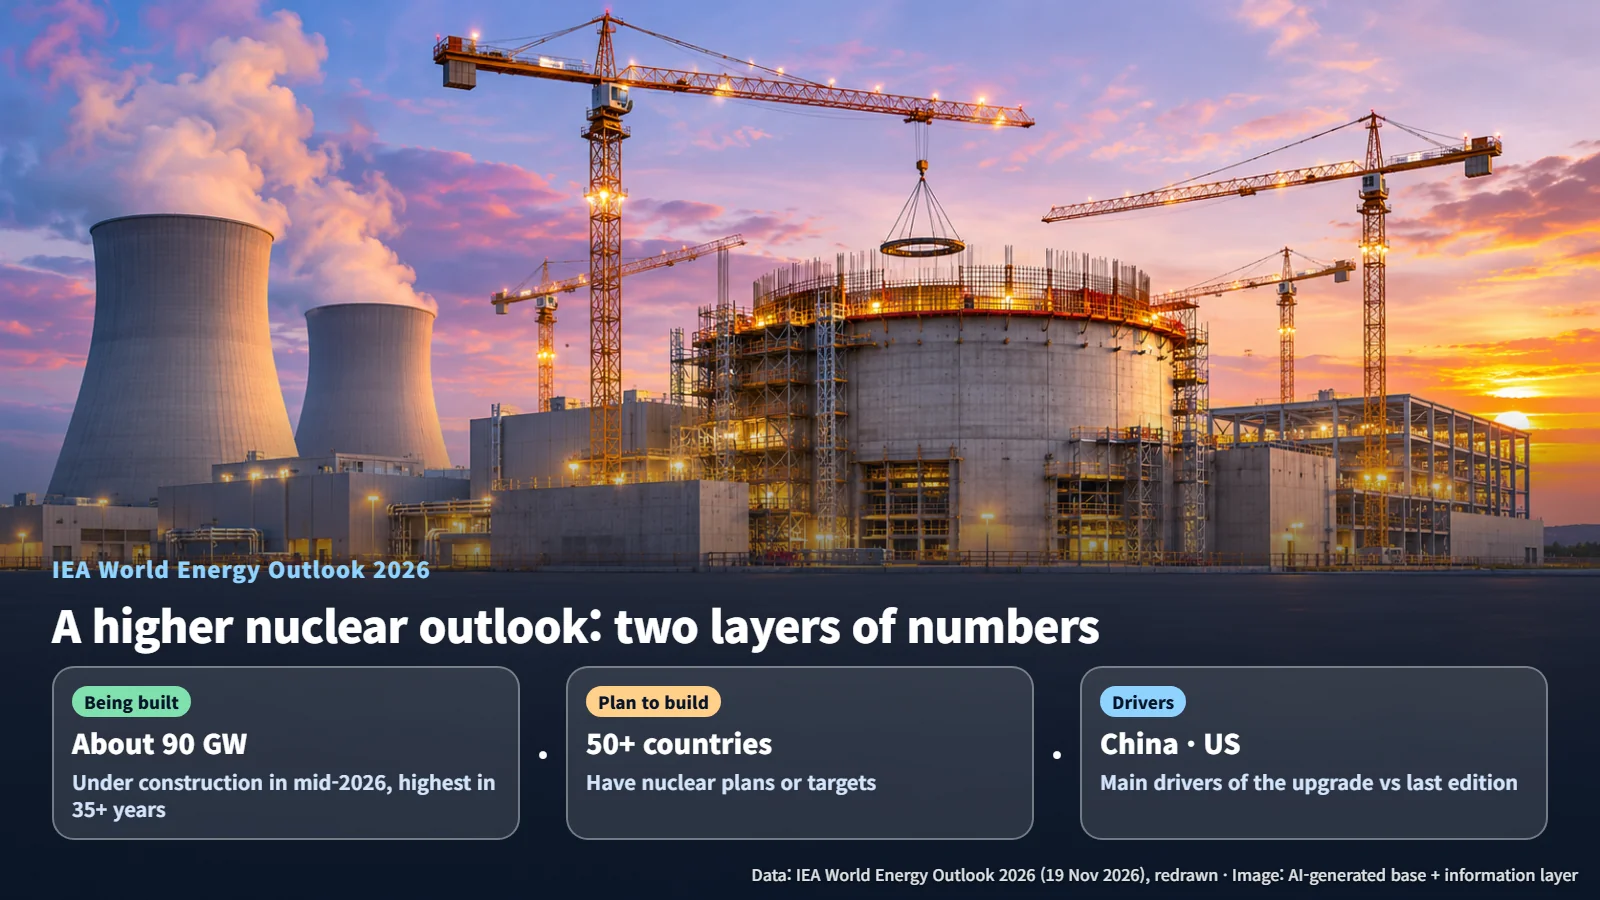 IEA World Energy Outlook 2026
A higher nuclear outlook: two layers of numbers
Being built
About 90 GW
Under construction in mid-2026, highest in
35+ years
Plan to build
50+ countries
Have nuclear plans or targets
Drivers
China · US
Main drivers of the upgrade vs last edition
Data: IEA World Energy Outlook 2026 (19 Nov 2026), redrawn · Image: AI-generated base + information layer